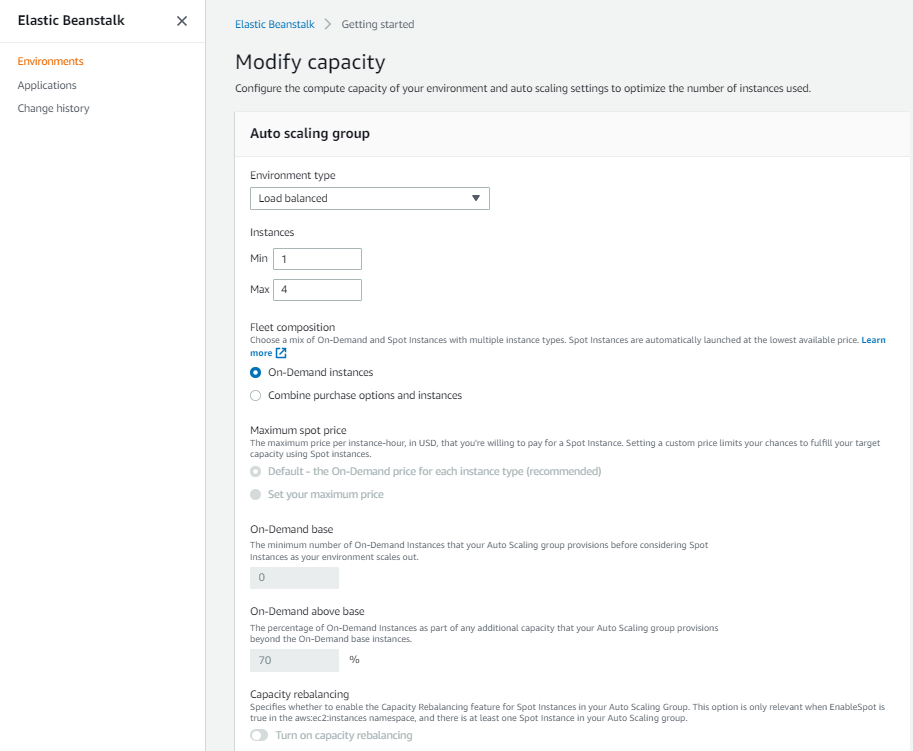 Elastic Beanstalk
Environments
Applications
Change history
Elastic Beanstalk > Getting started
Modify capacity
Configure the compute capacity of your environment and auto scaling settings to optimize the number of instances used.
Auto scaling group
Environment type
Load balanced
Instances
Min 1
Max 4
Fleet composition
Choose a mix of On-Demand and Spot Instances with multiple instance types. Spot Instances are automatically launched at the lowest available price. Learn
more
On-Demand instances
Combine purchase options and instances
Maximum spot price
The maximum price per instance-hour, in USD, that you're willing to pay for a Spot Instance. Setting a custom price limits your chances to fulfill your target
capacity using Spot instances.
Default - the On-Demand price for each instance type (recommended)
Set your maximum price
On-Demand base
The minimum number of On-Demand Instances that your Auto Scaling group provisions before considering Spot
Instances as your environment scales out.
0
On-Demand above base
The percentage of On-Demand Instances as part of any additional capacity that your Auto Scaling group provisions
beyond the On-Demand base instances.
70 %
Capacity rebalancing
Specifies whether to enable the Capacity Rebalancing feature for Spot Instances in your Auto Scaling Group. This option is only relevant when EnableSpot is
true in the aws:ec2:instances namespace, and there is at least one Spot Instance in your Auto Scaling group.
Turn on capacity rebalancing